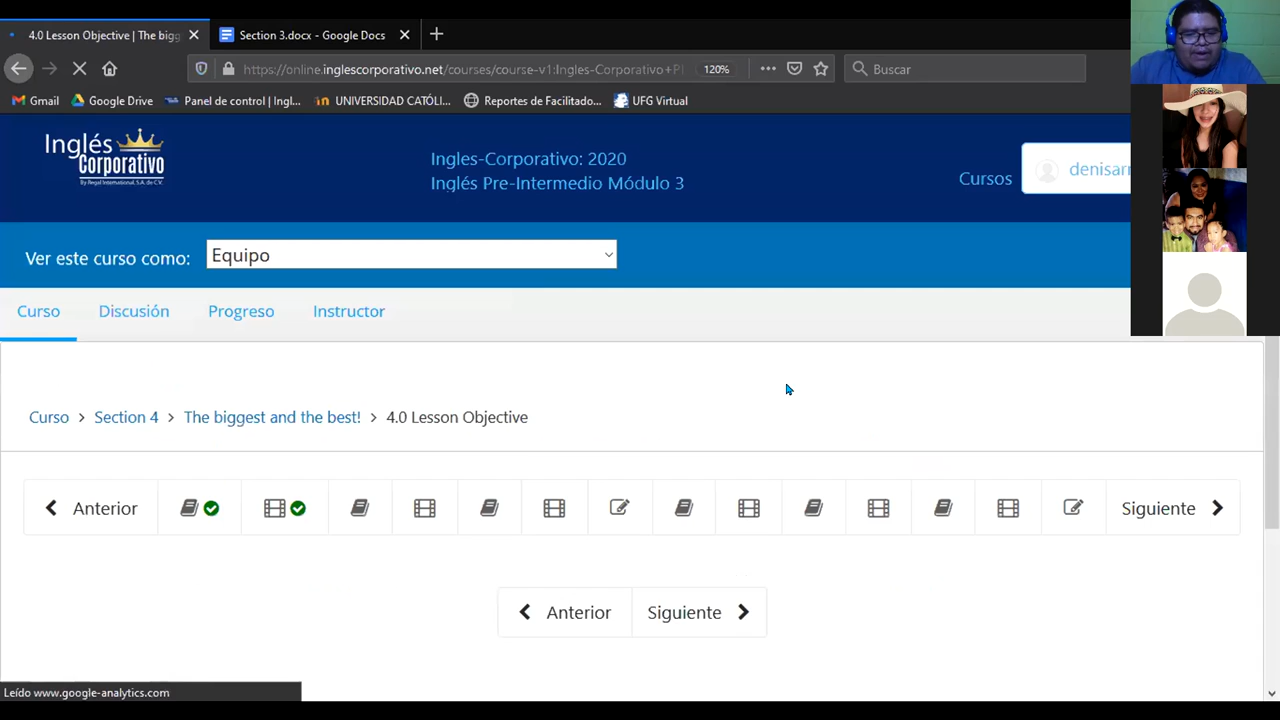 4.0 Lesson Objective | The bigg
Section 3.docx - Google Docs
https://online.inglescorporativo.net/courses/course-v1:Ingles-Corporativo+P
120%
Buscar
Gmail
Google Drive
Panel de control | Ingl...
UNIVERSIDAD CATÓLI...
Reportes de Facilitado...
UFG Virtual
Inglés
Corporativo
By Regal International, S.A. de C.V.
Ingles-Corporativo: 2020
Inglés Pre-Intermedio Módulo 3
Cursos
denisarr
Ver este curso como:
Equipo
Curso
Discusión
Progreso
Instructor
Curso > Section 4 > The biggest and the best! > 4.0 Lesson Objective
Anterior
Siguiente
Anterior
Siguiente
Leído www.google-analytics.com